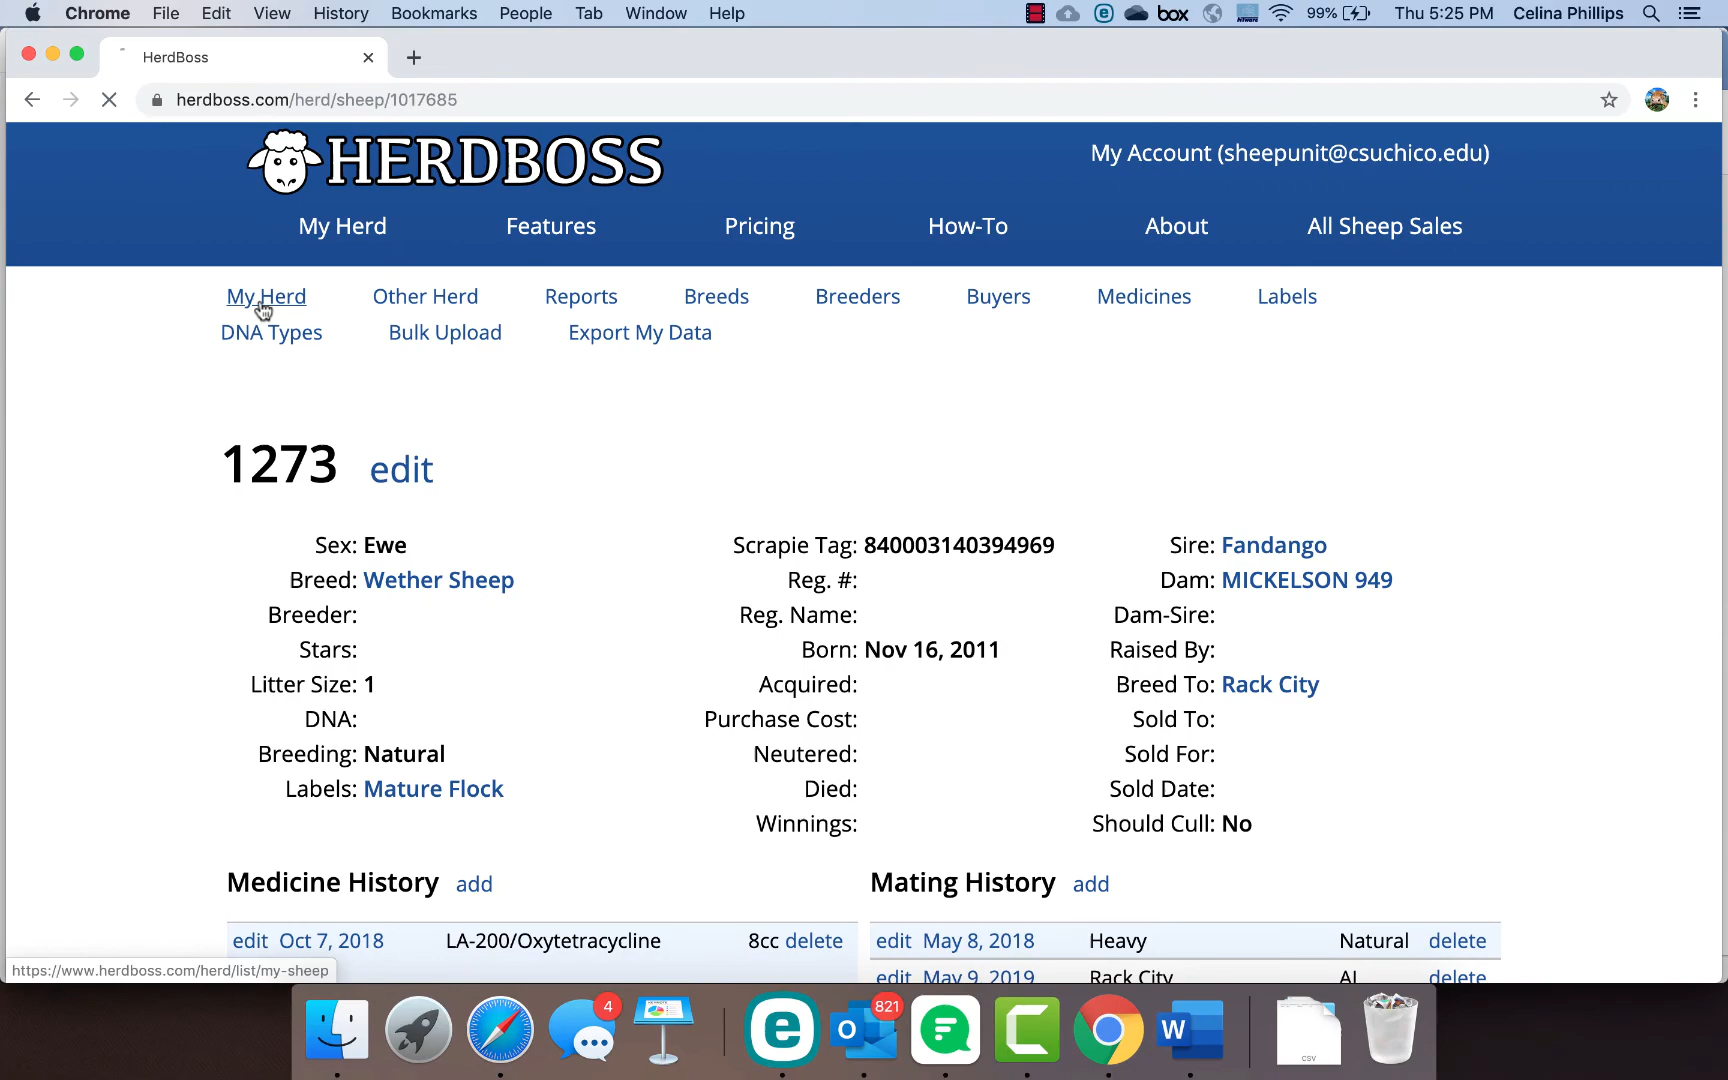 Chrome File Edit View History Bookmarks People Tab Window Help box 99% Thu 5:25 PM Celina Phillips
HerdBoss
herdboss.com/herd/sheep/1017685
HERDBOSS My Account (sheepunit@csuchico.edu)
My Herd Features Pricing How-To About All Sheep Sales
My Herd Other Herd Reports Breeds Breeders Buyers Medicines Labels
DNA Types Bulk Upload Export My Data
1273 edit
Sex: Ewe Scrapie Tag: 840003140394969 Sire: Fandango
Breed: Wether Sheep Reg. #: Dam: MICKELSON 949
Breeder: Reg. Name: Dam-Sire:
Stars: Born: Nov 16, 2011 Raised By:
Litter Size: 1 Acquired: Breed To: Rack City
DNA: Purchase Cost: Sold To:
Breeding: Natural Neutered: Sold For:
Labels: Mature Flock Died: Sold Date:
Winnings: Should Cull: No
Medicine History add Mating History add
edit Oct 7, 2018 LA-200/Oxytetracycline 8cc delete edit May 8, 2018 Heavy Natural delete
edit May 9, 2019 Rack City AI delete
https://www.herdboss.com/herd/list/my-sheep
4 821
e O W
CSV